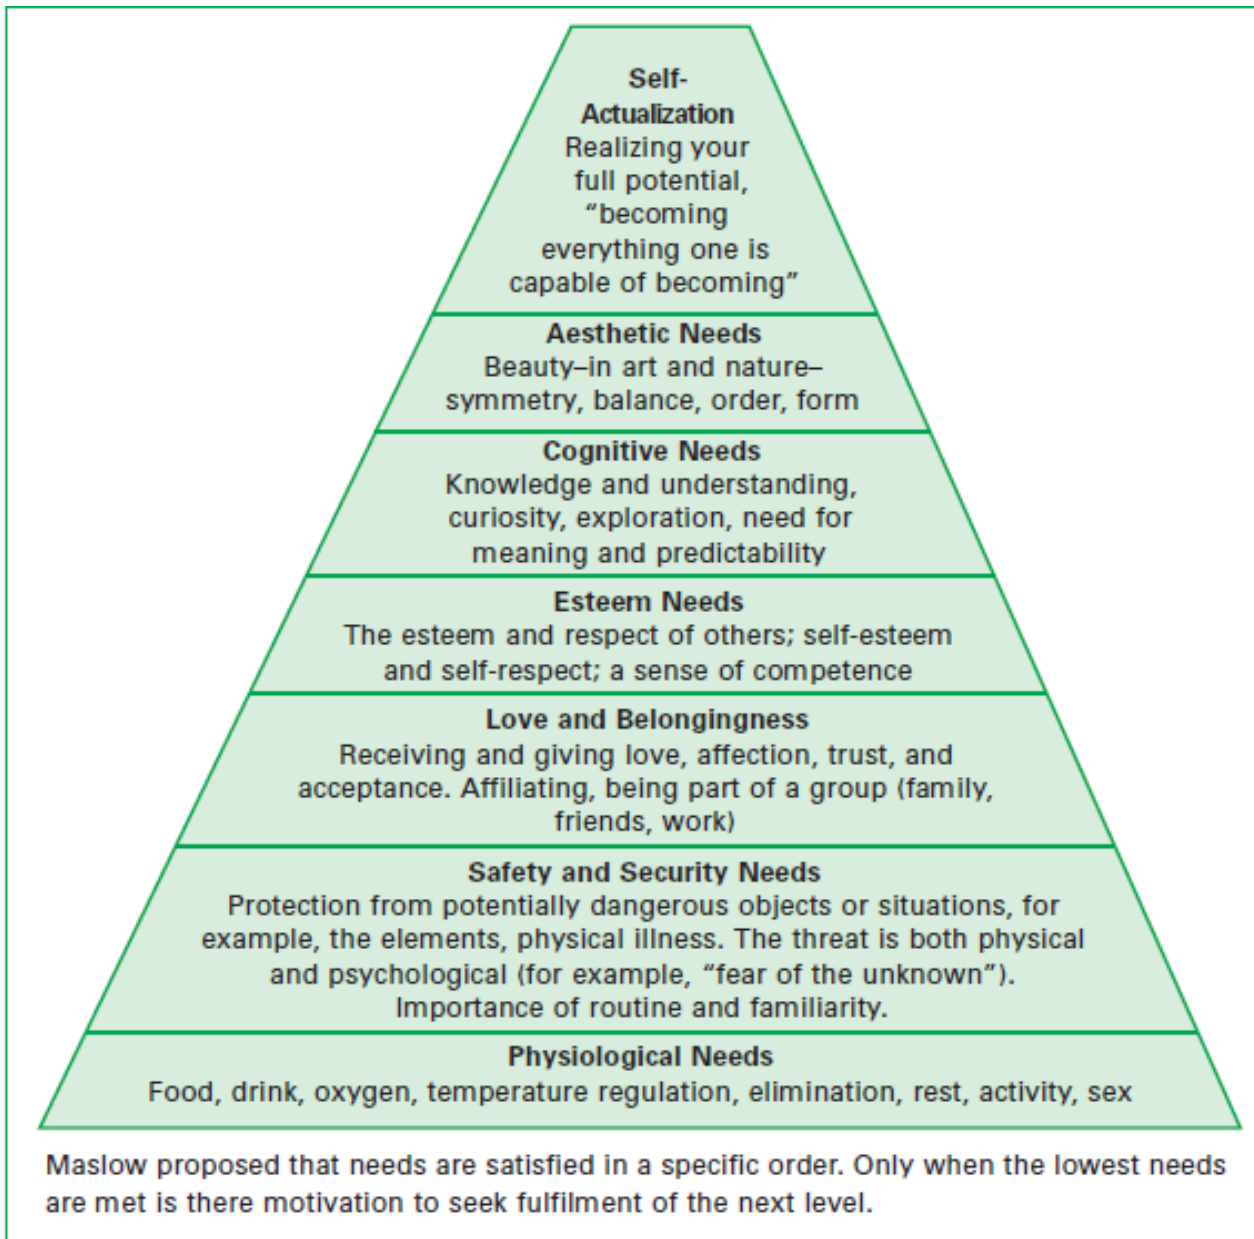 Self-
Actualization
Realizing your
full potential,
“becoming
everything one is
capable of becoming”
Aesthetic Needs
Beauty–in art and nature–
symmetry, balance, order, form
Cognitive Needs
Knowledge and understanding,
curiosity, exploration, need for
meaning and predictability
Esteem Needs
The esteem and respect of others; self-esteem
and self-respect; a sense of competence
Love and Belongingness
Receiving and giving love, affection, trust, and
acceptance. Affiliating, being part of a group (family,
friends, work)
Safety and Security Needs
Protection from potentially dangerous objects or situations, for
example, the elements, physical illness. The threat is both physical
and psychological (for example, “fear of the unknown”).
Importance of routine and familiarity.
Physiological Needs
Food, drink, oxygen, temperature regulation, elimination, rest, activity, sex
Maslow proposed that needs are satisfied in a specific order. Only when the lowest needs
are met is there motivation to seek fulfilment of the next level.